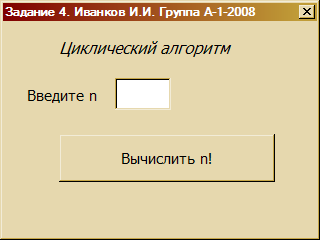 Задание 4. Иванков И.И. Группа А-1-2008
Циклический алгоритм
Введите n
Вычислить n!